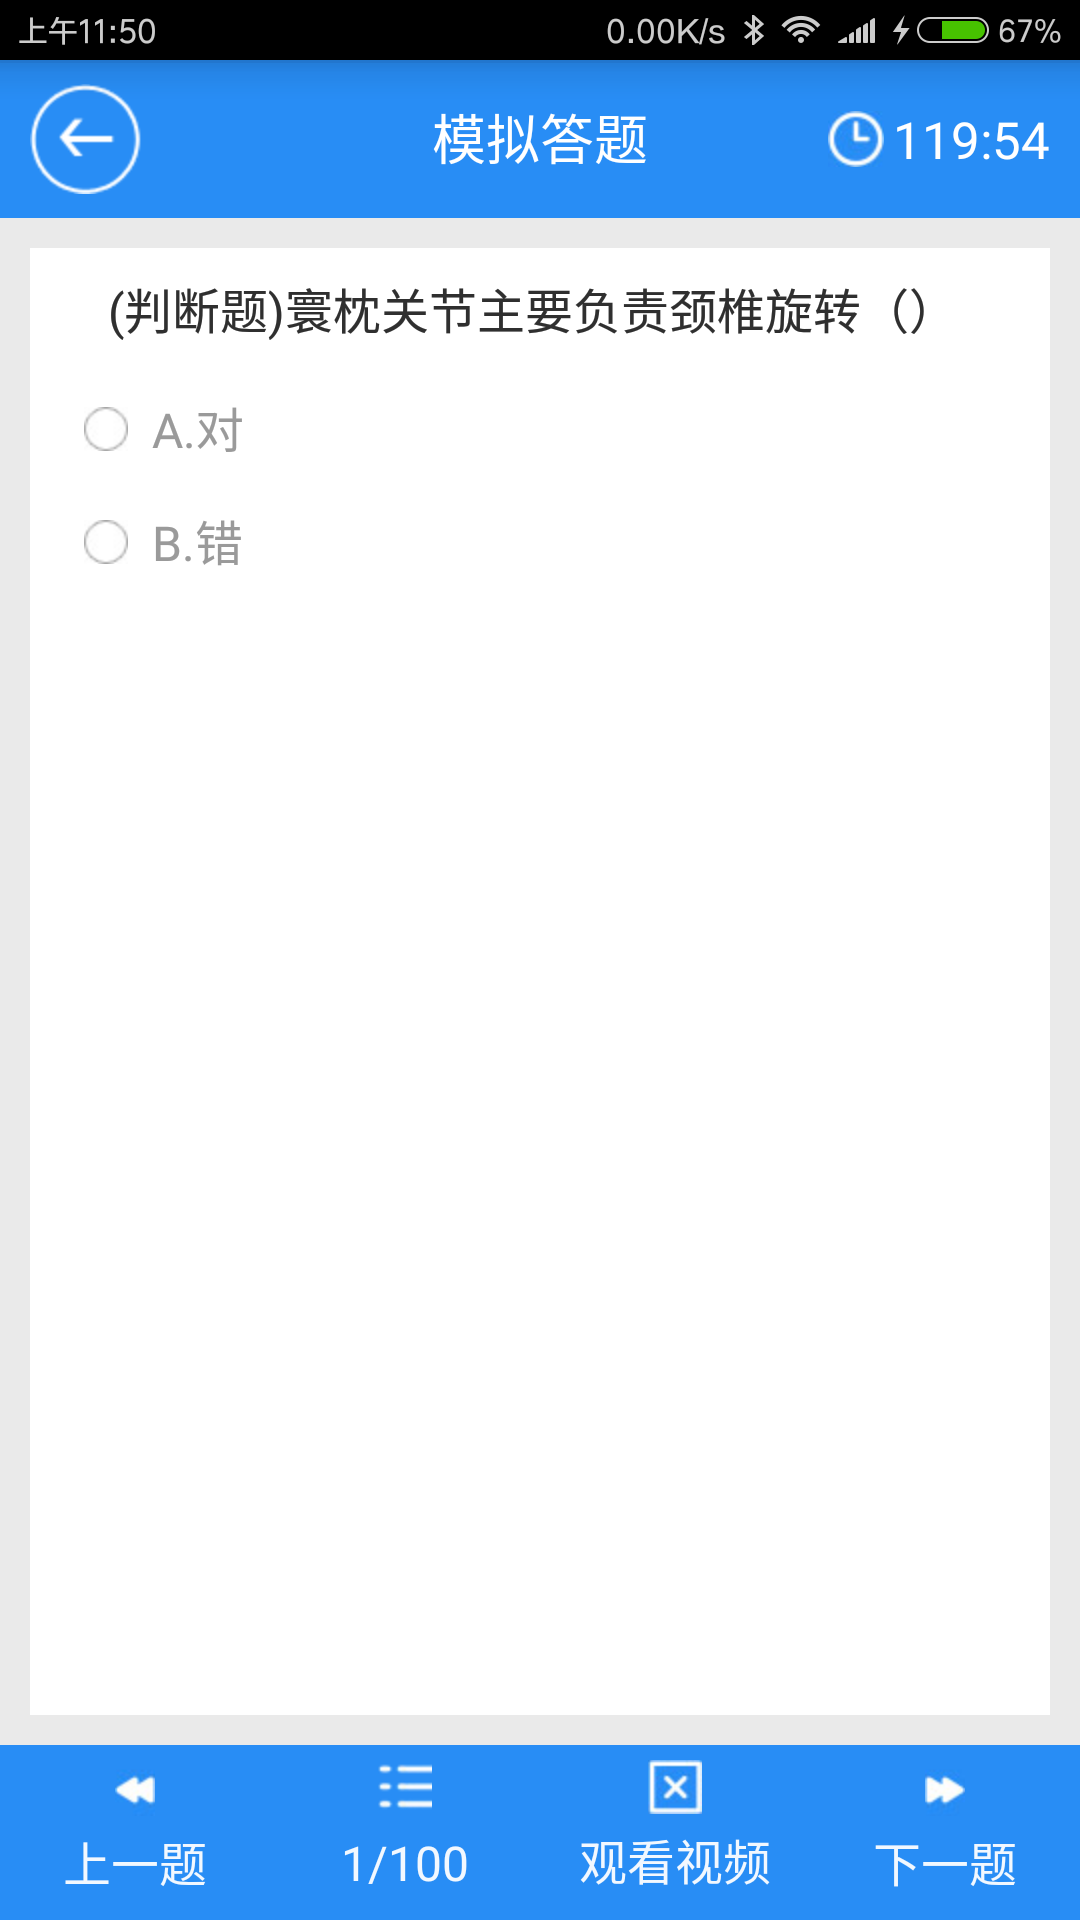 上午11:50 0.00K/s 67%
模拟答题 119:54
(判断题)寰枕关节主要负责颈椎旋转（）
A.对
B.错
上一题 1/100 观看视频 下一题